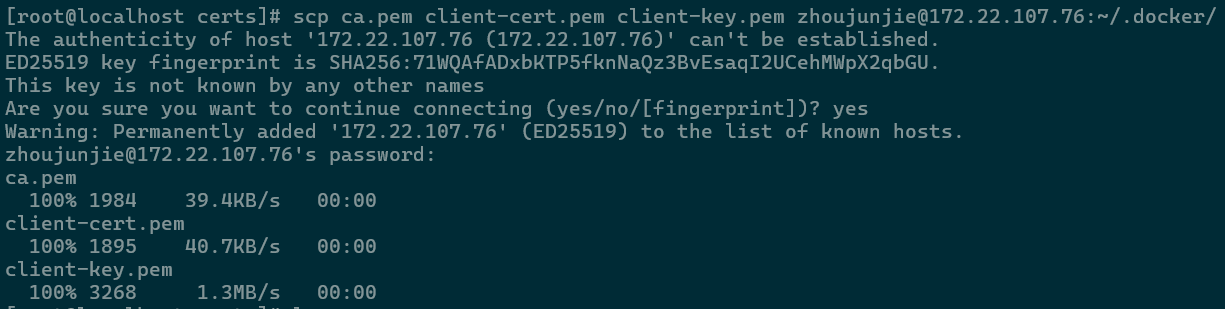 [root@localhost certs]# scp ca.pem client-cert.pem client-key.pem zhoujunjie@172.22.107.76:~/.docker/
The authenticity of host '172.22.107.76 (172.22.107.76)' can't be established.
ED25519 key fingerprint is SHA256:71WQAfADxbKTP5fknNaQz3BvEsaqI2UCehMWpX2qbGU.
This key is not known by any other names
Are you sure you want to continue connecting (yes/no/[fingerprint])? yes
Warning: Permanently added '172.22.107.76' (ED25519) to the list of known hosts.
zhoujunjie@172.22.107.76's password:
ca.pem
  100% 1984    39.4KB/s   00:00
client-cert.pem
  100% 1895    40.7KB/s   00:00
client-key.pem
  100% 3268     1.3MB/s   00:00